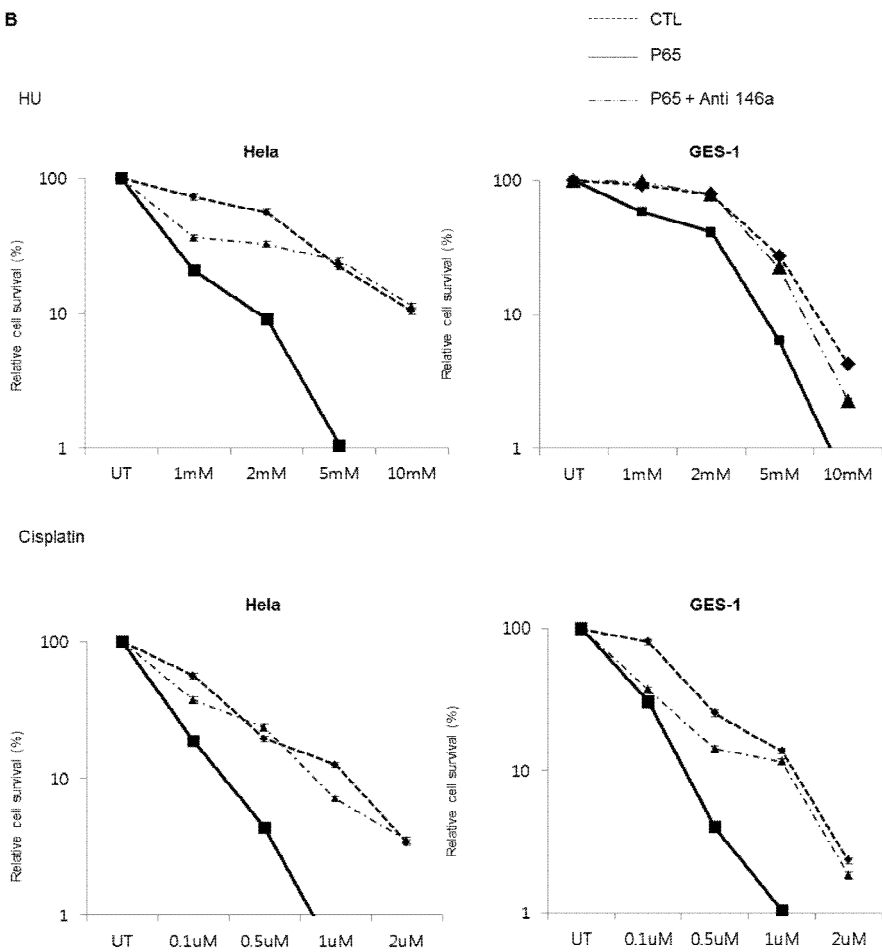 B
CTL
P65
P65 + Anti 146a
HU
Hela
Relative cell survival (%)
100
10
1
UT 1mM 2mM 5mM 10mM
GES-1
Relative cell survival (%)
100
10
1
UT 1mM 2mM 5mM 10mM
Cisplatin
Hela
Relative cell survival (%)
100
10
1
UT 0.1uM 0.5uM 1uM 2uM
GES-1
Relative cell survival (%)
100
10
1
UT 0.1uM 0.5uM 1uM 2uM